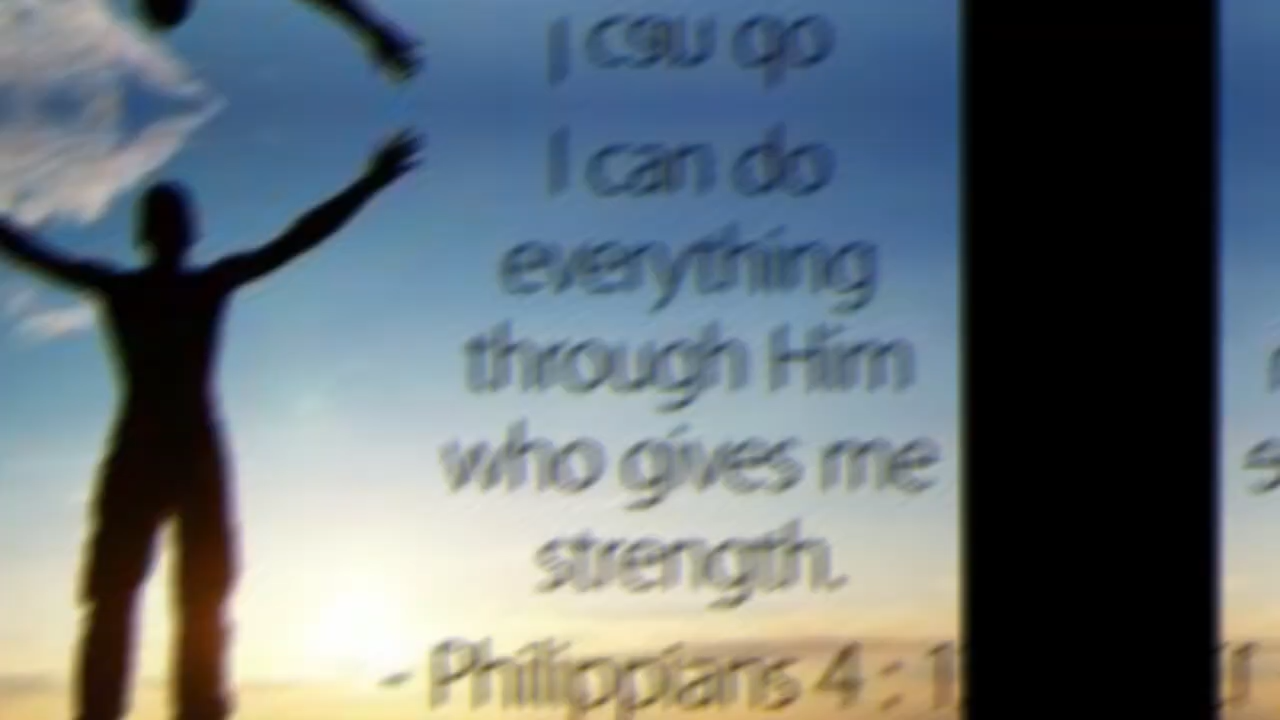 I can do
everything
through Him
who gives me
strength.
- Philippians 4 : 1